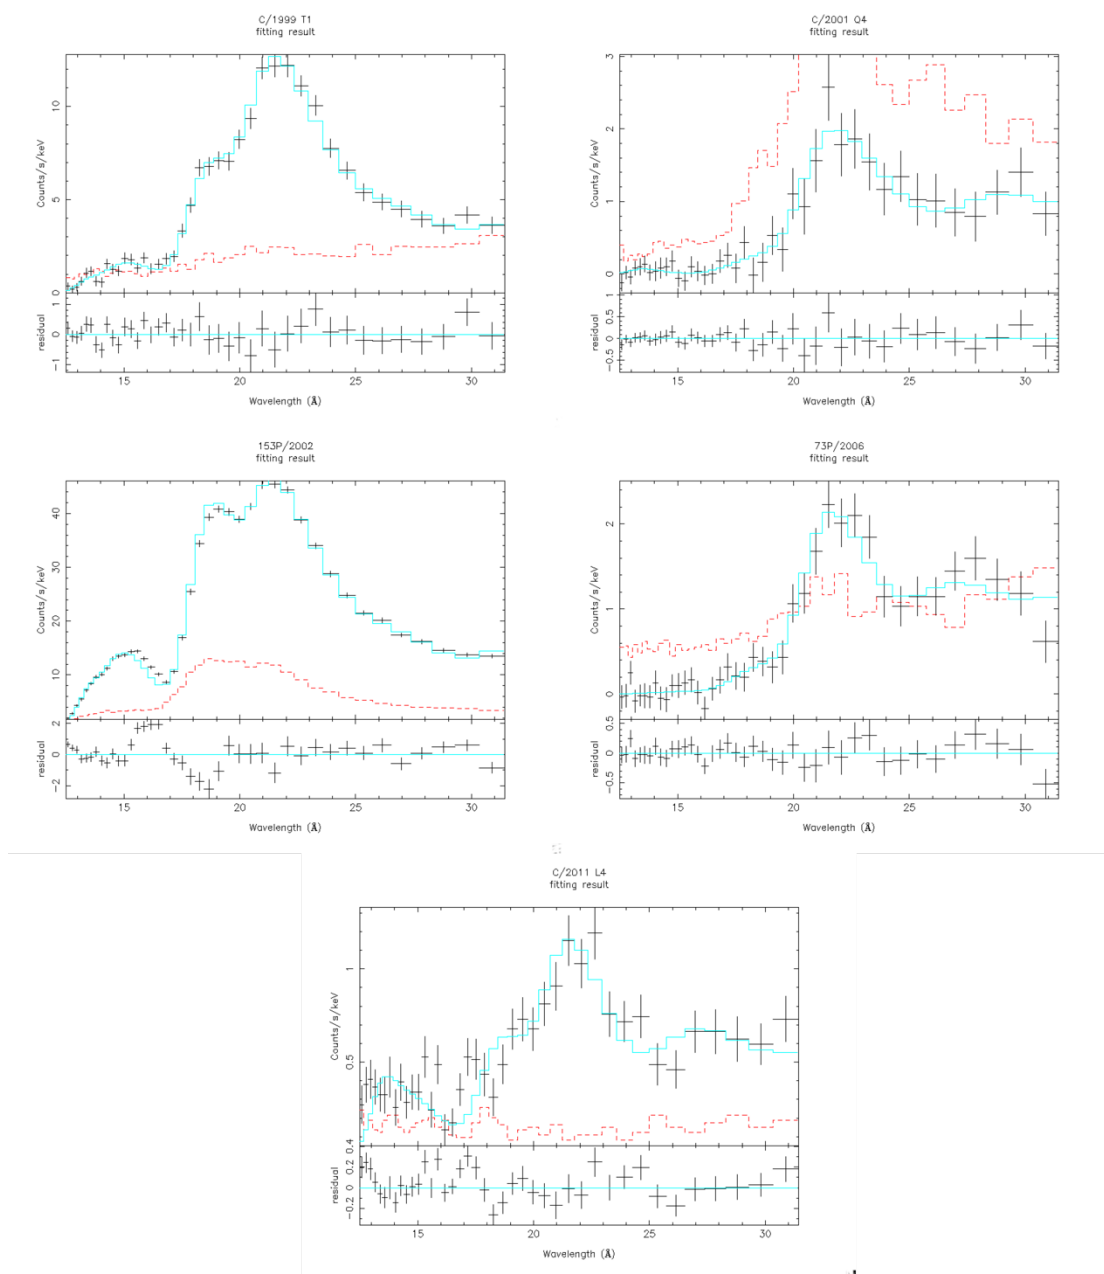 C/1999 T1
fitting result
Counts/s/keV
10
5
0
residual
1
0
−1
15 20 25 30
Wavelength (Å)
C/2001 Q4
fitting result
Counts/s/keV
3
2
1
0
residual
1
0.5
0
−0.5
15 20 25 30
Wavelength (Å)
153P/2002
fitting result
Counts/s/keV
40
30
20
10
residual
2
0
−2
15 20 25 30
Wavelength (Å)
73P/2006
fitting result
Counts/s/keV
2
1
0
residual
0.5
0
−0.5
15 20 25 30
Wavelength (Å)
C/2011 L4
fitting result
Counts/s/keV
1
0.5
residual
0.4
0.2
0
−0.2
15 20 25 30
Wavelength (Å)